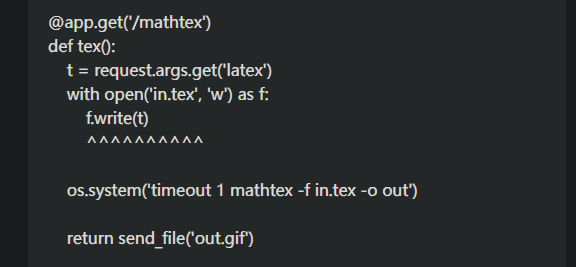 @app.get('/mathtex')
def tex():
    t = request.args.get('latex')
    with open('in.tex', 'w') as f:
        f.write(t)
        ^^^^^^^^^^
    os.system('timeout 1 mathtex -f in.tex -o out')
    return send_file('out.gif')